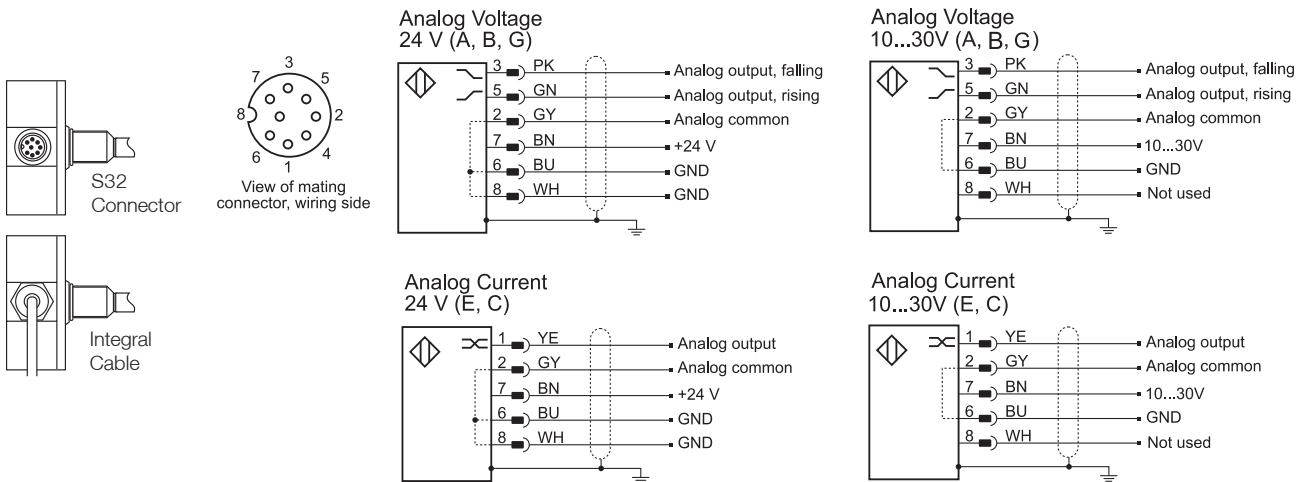 3
7 5
8 2
6 4
1
View of mating
connector, wiring side
S32
Connector
Integral
Cable
Analog Voltage
24 V (A, B, G)
3 PK Analog output, falling
5 GN Analog output, rising
2 GY Analog common
7 BN +24 V
6 BU GND
8 WH GND
Analog Voltage
10...30V (A, B, G)
3 PK Analog output, falling
5 GN Analog output, rising
2 GY Analog common
7 BN 10...30V
6 BU GND
8 WH Not used
Analog Current
24 V (E, C)
1 YE Analog output
2 GY Analog common
7 BN +24 V
6 BU GND
8 WH GND
Analog Current
10...30V (E, C)
1 YE Analog output
2 GY Analog common
7 BN 10...30V
6 BU GND
8 WH Not used